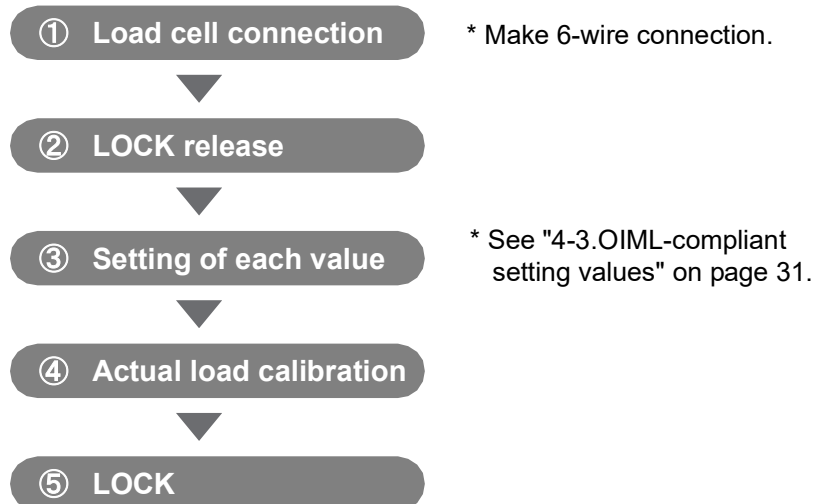 ① Load cell connection
* Make 6-wire connection.
② LOCK release
③ Setting of each value
* See "4-3.OIML-compliant
setting values" on page 31.
④ Actual load calibration
⑤ LOCK